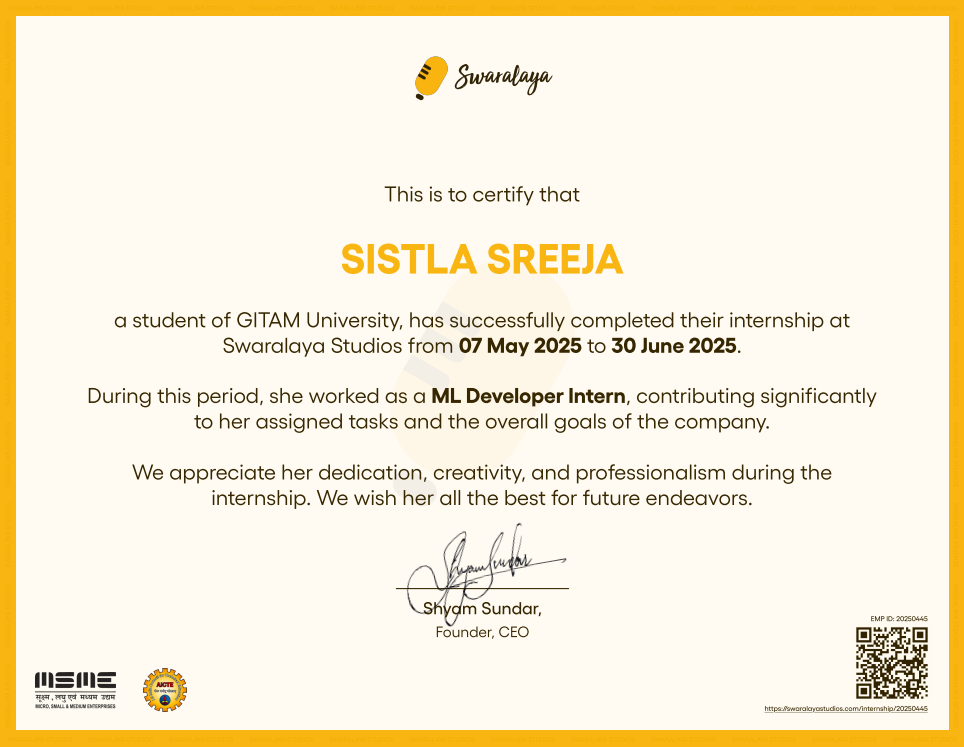 Swaralaya
This is to certify that
SISTLA SREEJA
a student of GITAM University, has successfully completed their internship at
Swaralaya Studios from 07 May 2025 to 30 June 2025.
During this period, she worked as a ML Developer Intern, contributing significantly
to her assigned tasks and the overall goals of the company.
We appreciate her dedication, creativity, and professionalism during the
internship. We wish her all the best for future endeavors.
ShyamSundar
Shyam Sundar,
Founder, CEO
EMP ID: 20250445
https://swaralayastudios.com/internship/20250445
MSME
सूक्ष्म, लघु एवं मध्यम उद्यम
MICRO, SMALL & MEDIUM ENTERPRISES
AICTE